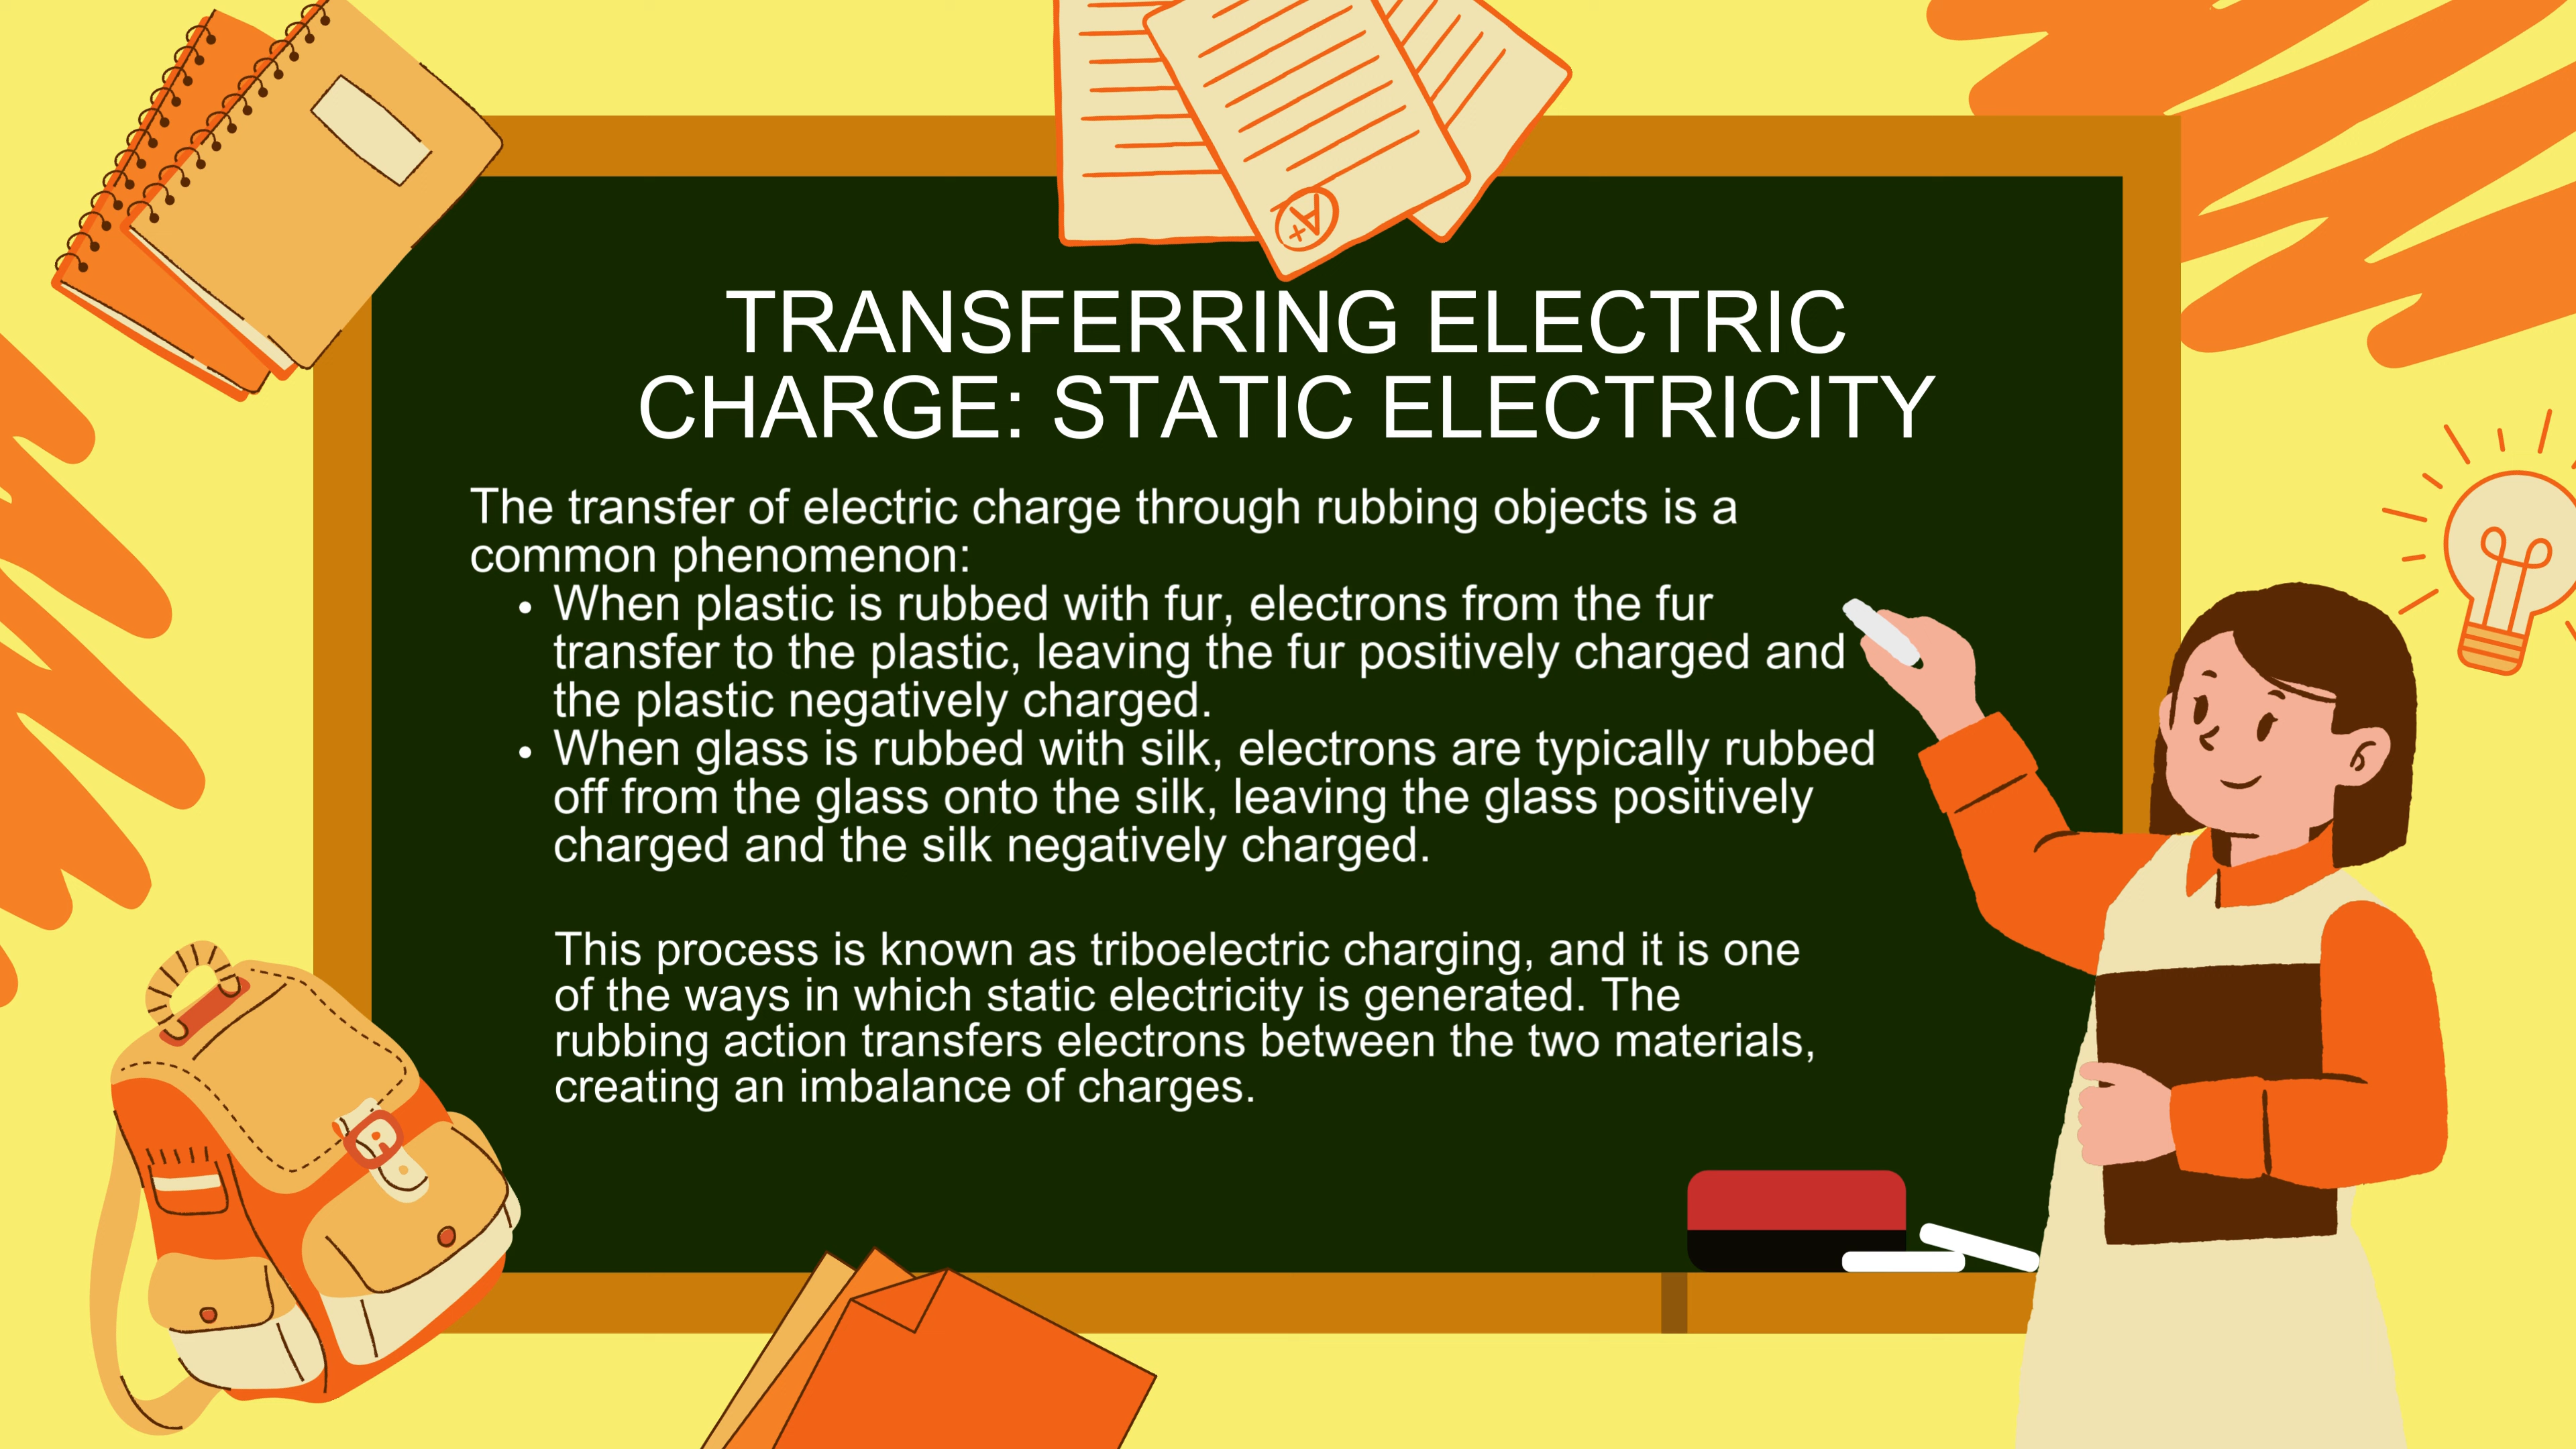 A+
TRANSFERRING ELECTRIC
CHARGE: STATIC ELECTRICITY
The transfer of electric charge through rubbing objects is a
common phenomenon:
• When plastic is rubbed with fur, electrons from the fur
transfer to the plastic, leaving the fur positively charged and
the plastic negatively charged.
• When glass is rubbed with silk, electrons are typically rubbed
off from the glass onto the silk, leaving the glass positively
charged and the silk negatively charged.
This process is known as triboelectric charging, and it is one
of the ways in which static electricity is generated. The
rubbing action transfers electrons between the two materials,
creating an imbalance of charges.